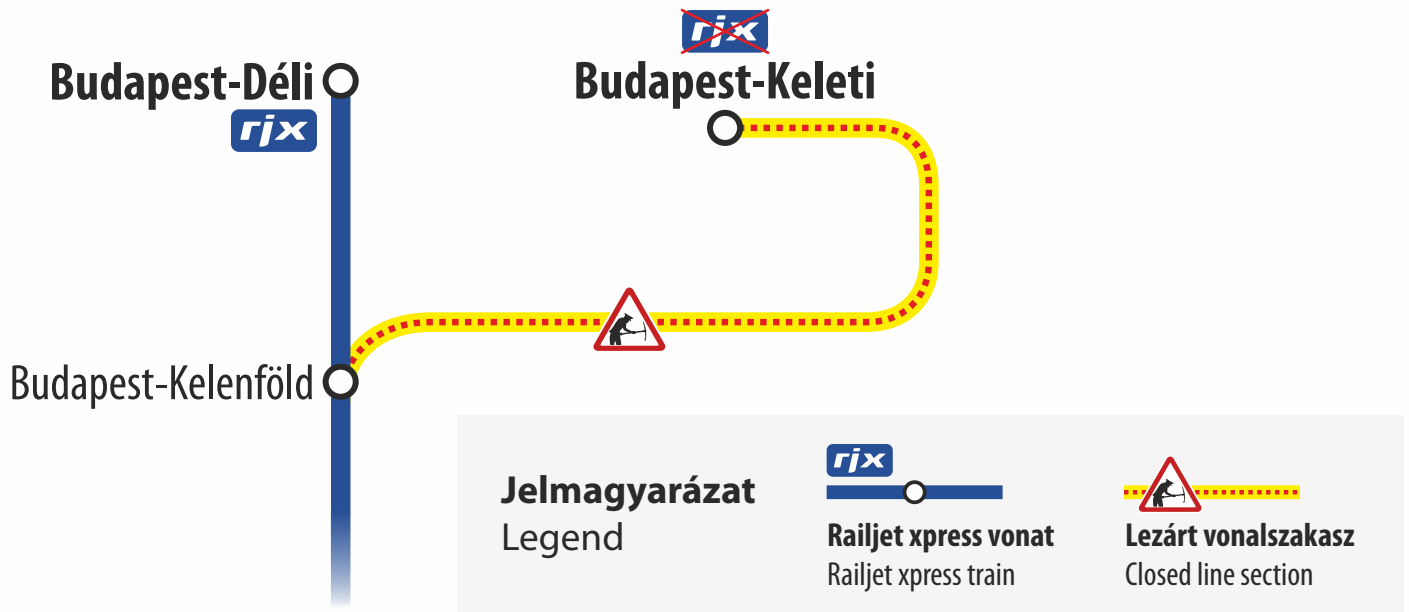 rjx
Budapest-Déli
Budapest-Keleti
rjx
Budapest-Kelenföld
Jelmagyarázat
Legend
rjx
Railjet xpress vonat
Railjet xpress train
Lezárt vonalszakasz
Closed line section